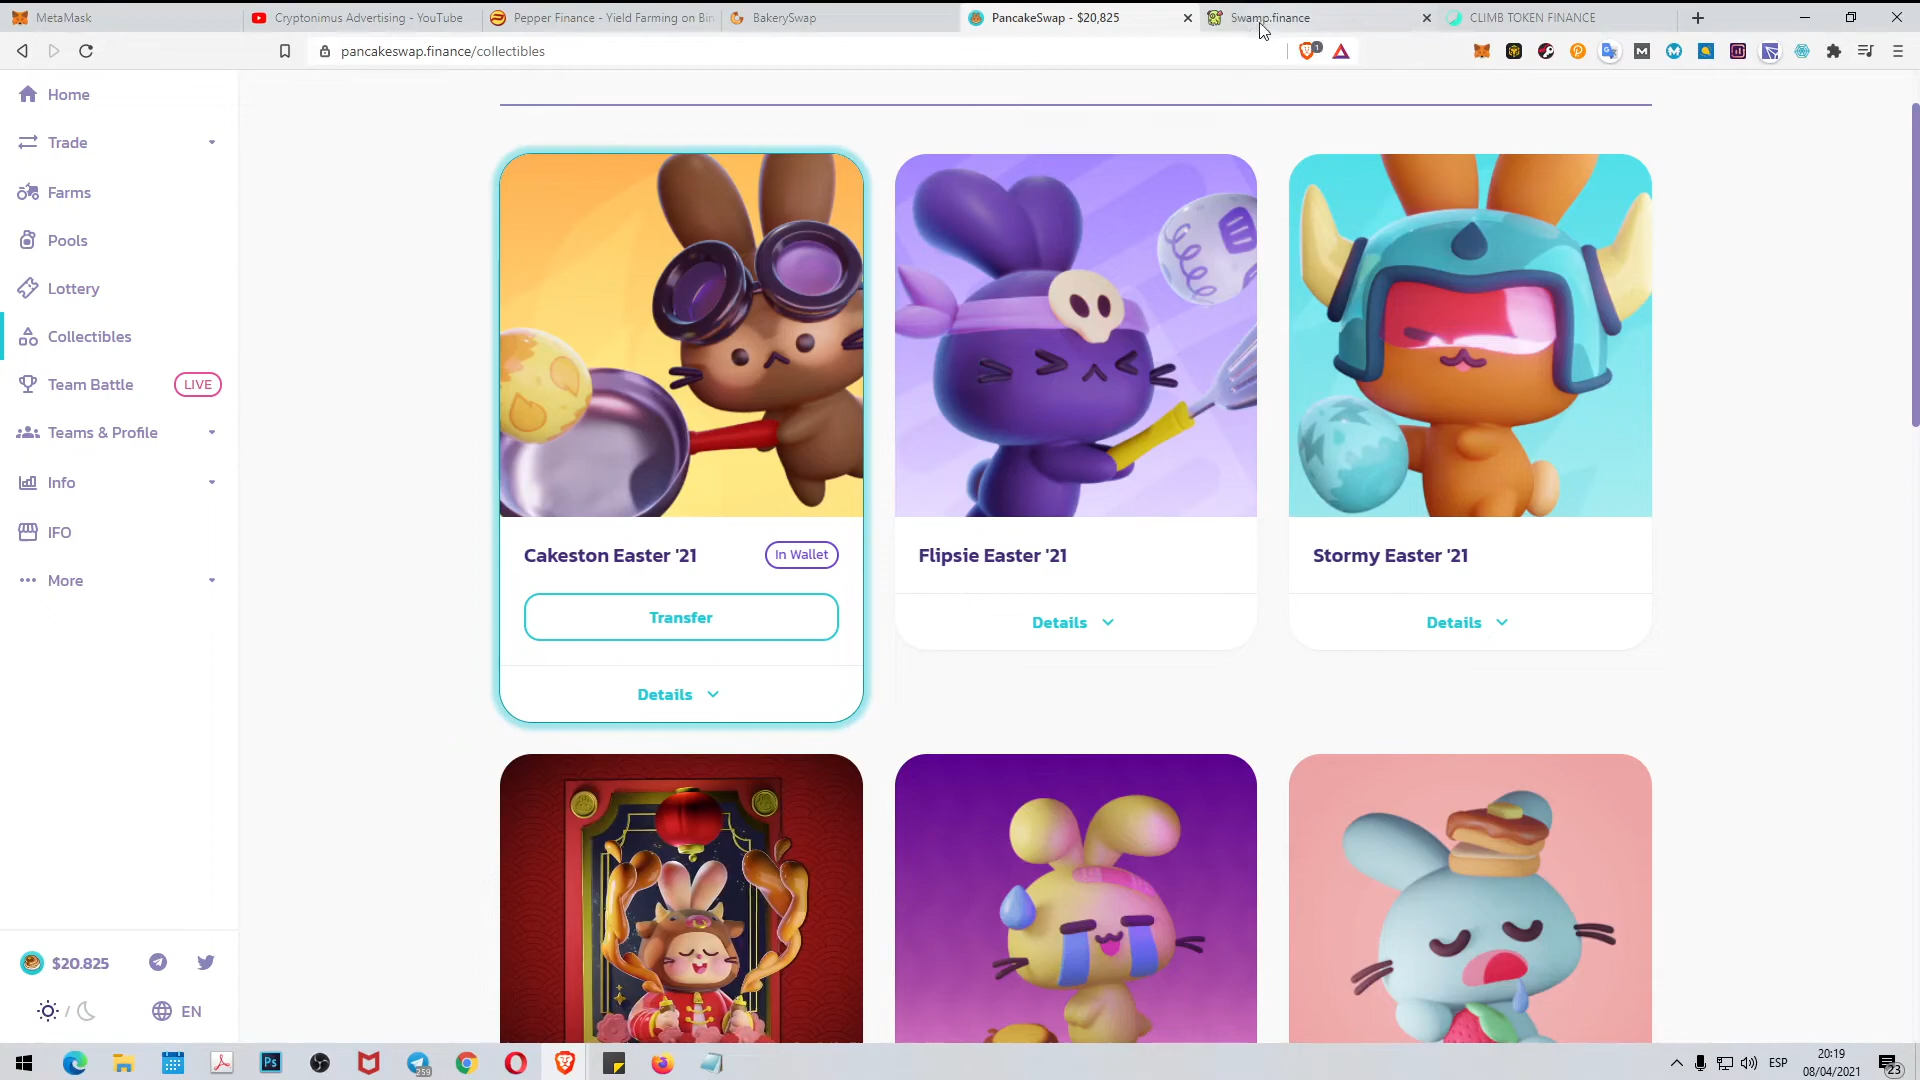 MetaMask
Cryptonimus Advertising - YouTube
Pepper Finance - Yield Farming on Bin
BakerySwap
PancakeSwap - $20,825
Swamp.finance
CLIMB TOKEN FINANCE
pancakeswap.finance/collectibles
1
Home
Trade
Farms
Pools
Lottery
Collectibles
Team Battle LIVE
Teams & Profile
Info
IFO
More
Cakeston Easter '21 In Wallet
Transfer
Details
Flipsie Easter '21
Details
Stormy Easter '21
Details
$20.825
EN
259
ESP
20:19
08/04/2021
23